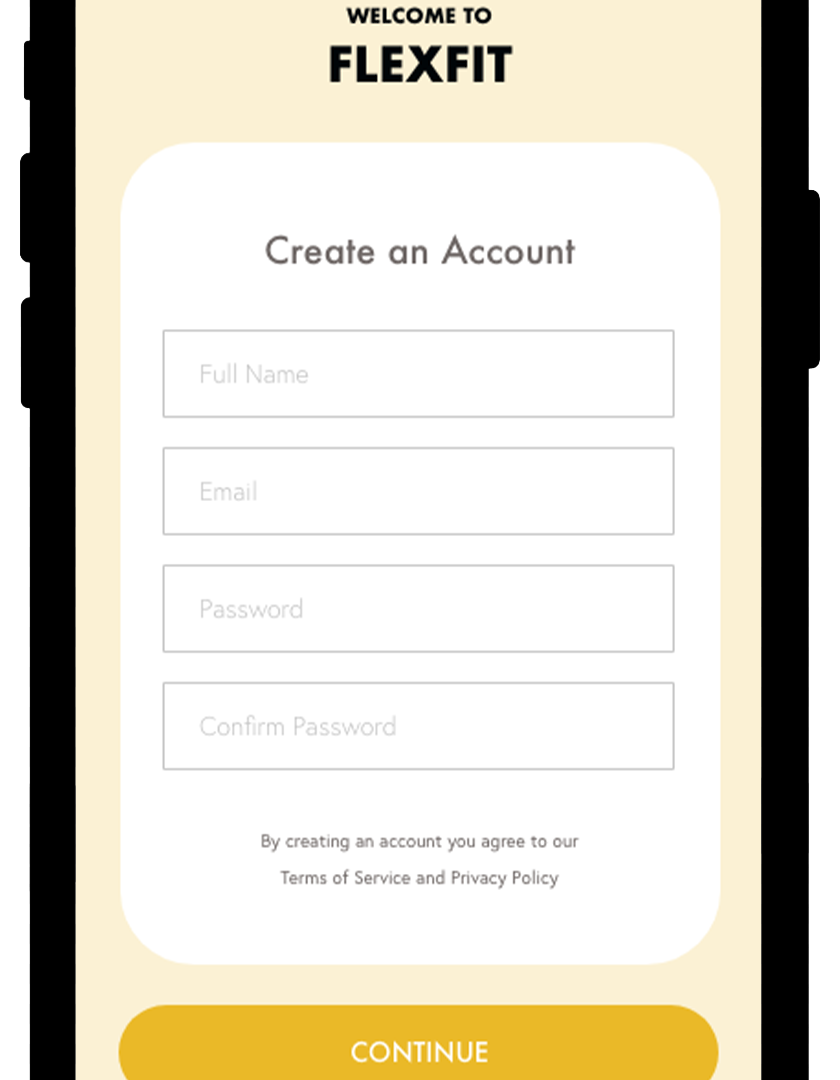 WELCOME TO
FLEXFIT
Create an Account
Full Name
Email
Password
Confirm Password
By creating an account you agree to our
Terms of Service and Privacy Policy
CONTINUE